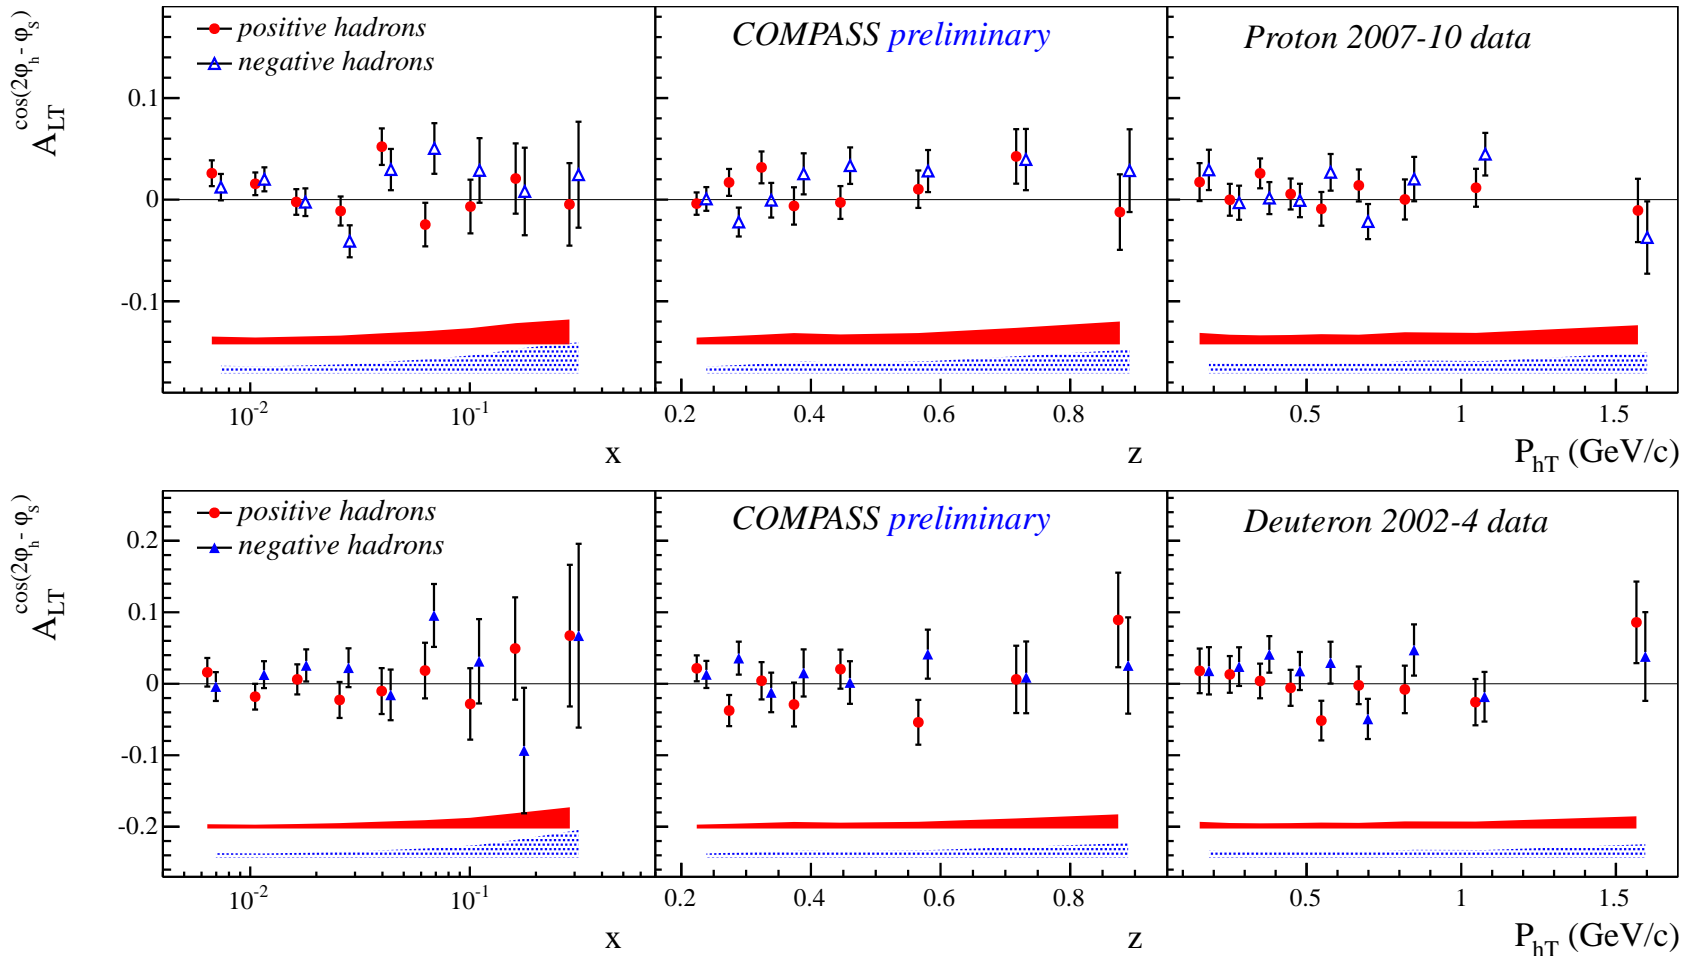 positive hadrons
negative hadrons
COMPASS preliminary
Proton 2007-10 data
A_LT^cos(2φ_h - φ_s)
0.1
0
-0.1
10^-2 10^-1
0.2 0.4 0.6 0.8
0.5 1 1.5
x
z
P_hT (GeV/c)
positive hadrons
negative hadrons
COMPASS preliminary
Deuteron 2002-4 data
A_LT^cos(2φ_h - φ_s)
0.2
0.1
0
-0.1
-0.2
10^-2 10^-1
0.2 0.4 0.6 0.8
0.5 1 1.5
x
z
P_hT (GeV/c)